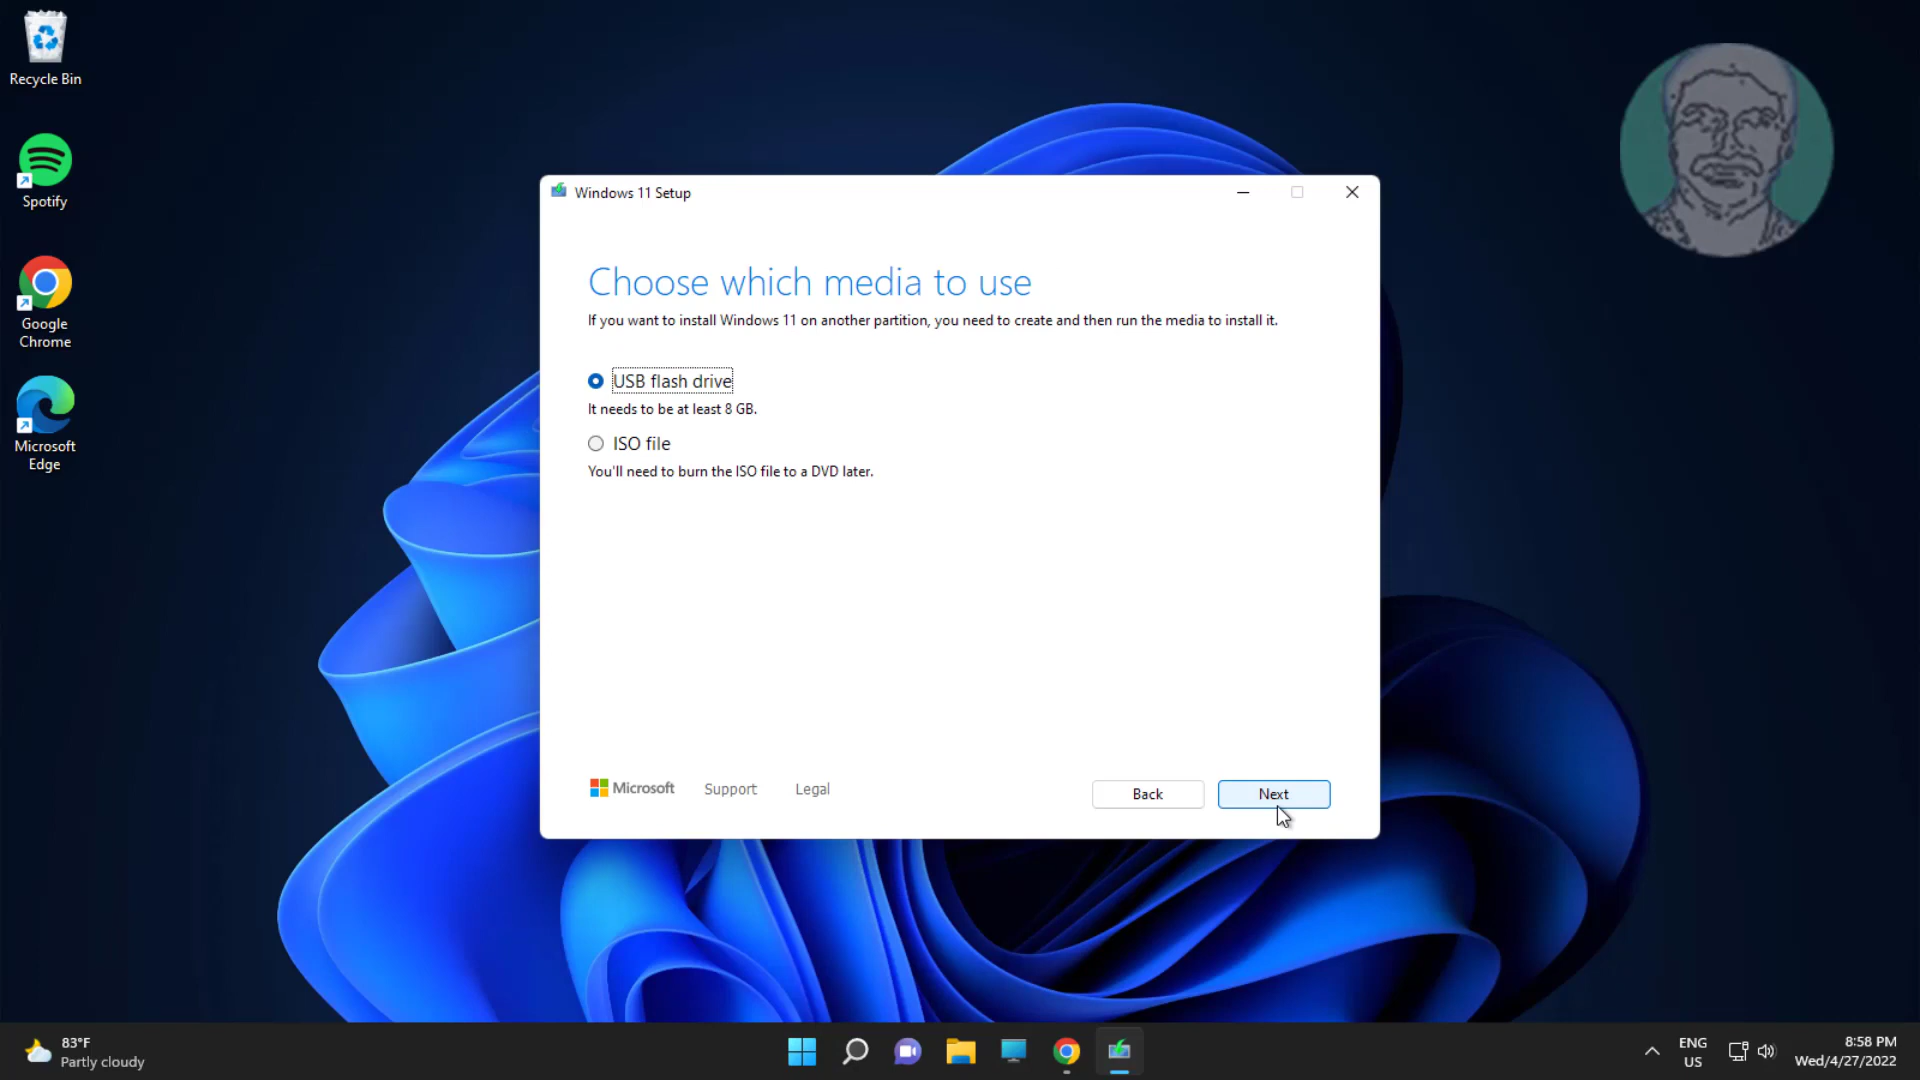 Recycle Bin
Spotify
Google
Chrome
Microsoft
Edge
Windows 11 Setup
Choose which media to use
If you want to install Windows 11 on another partition, you need to create and then run the media to install it.
USB flash drive
It needs to be at least 8 GB.
ISO file
You'll need to burn the ISO file to a DVD later.
Microsoft
Support
Legal
Back
Next
83°F
Partly cloudy
ENG
US
8:58 PM
Wed/4/27/2022